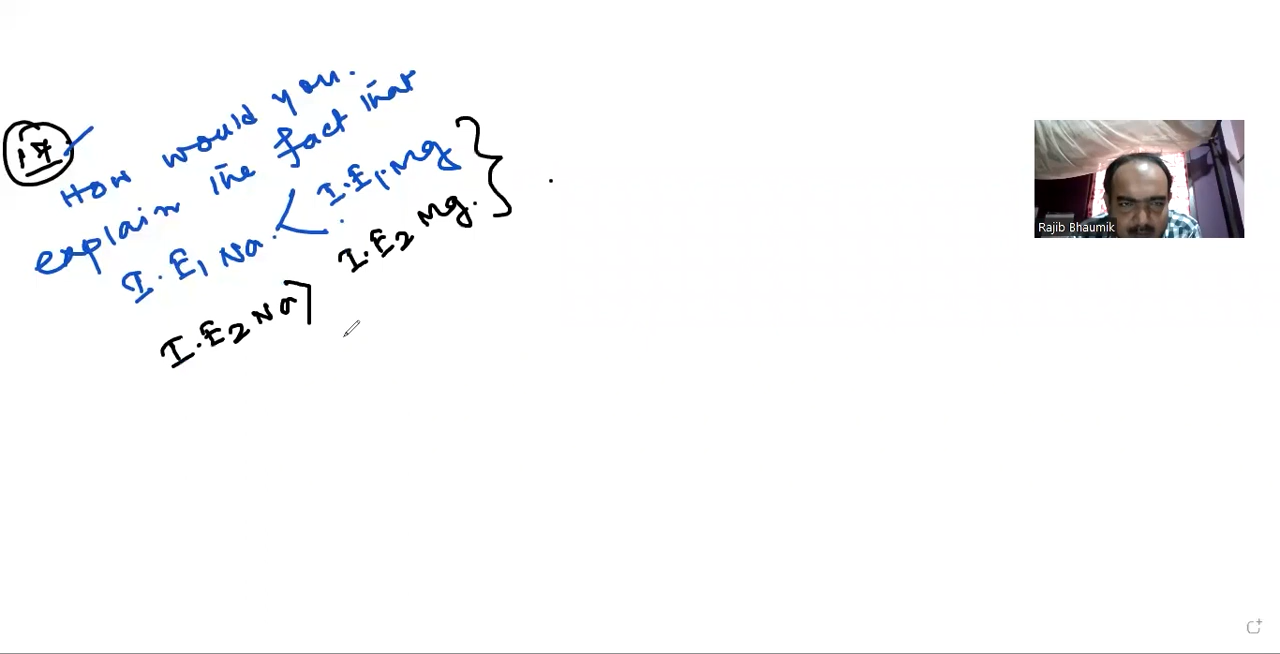 17
How would you.
explain the fact that
I.E1 Na. < I.E1.Mg }
I.E2 Na > I.E2 Mg.
Rajib Bhaumik